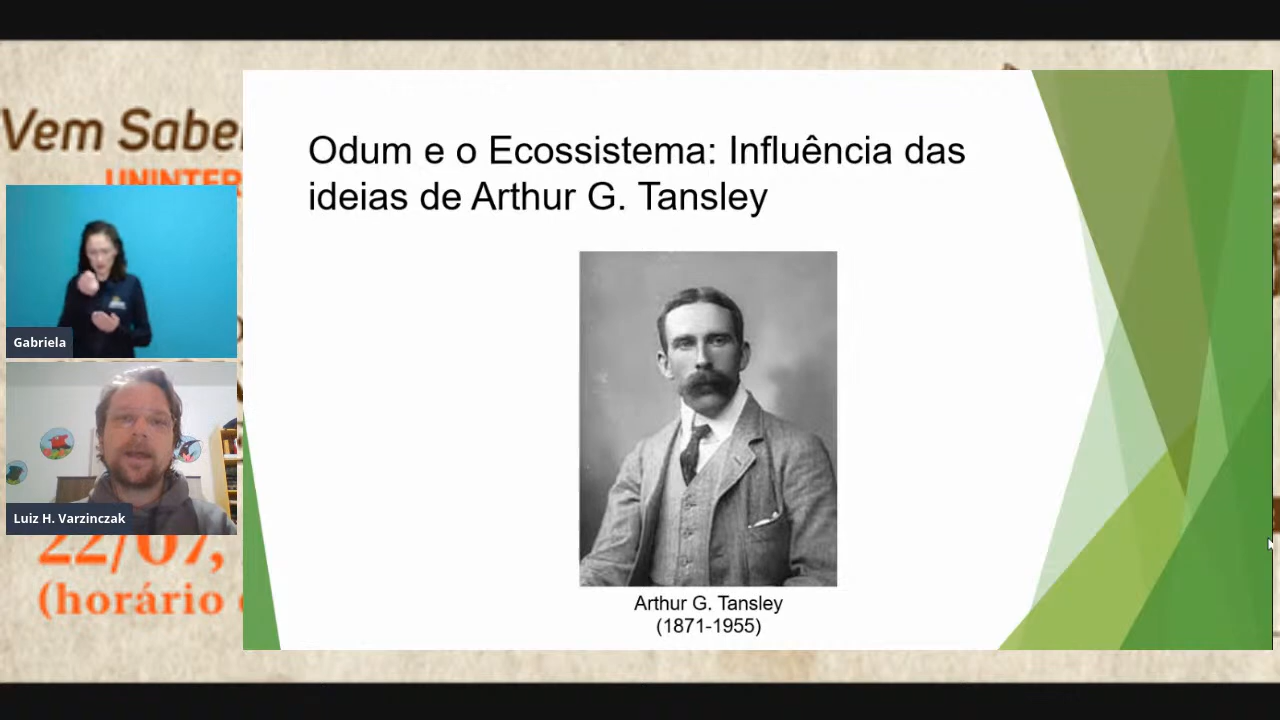 Vem Sabe
UNINTER
Odum e o Ecossistema: Influência das
ideias de Arthur G. Tansley
Gabriela
Luiz H. Varzinczak
22/07,
(horário
Arthur G. Tansley
(1871-1955)